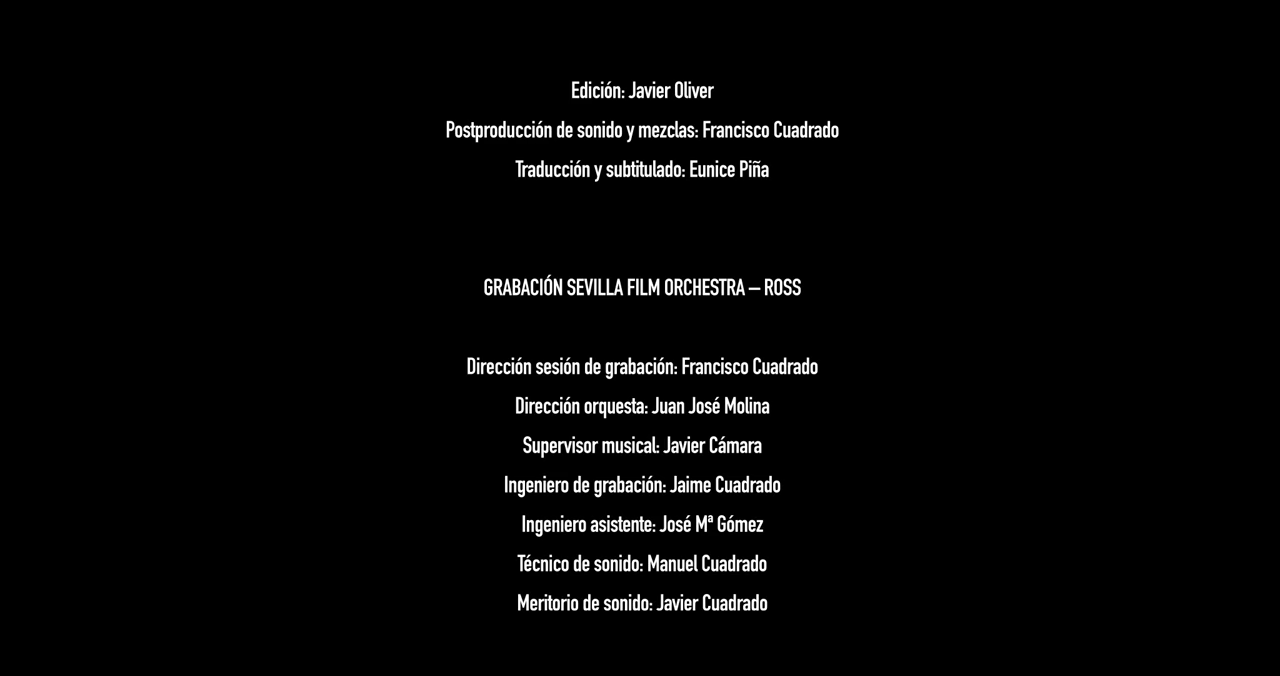 Edición: Javier Oliver
Postproducción de sonido y mezclas: Francisco Cuadrado
Traducción y subtitulado: Eunice Piña
GRABACIÓN SEVILLA FILM ORCHESTRA – ROSS
Dirección sesión de grabación: Francisco Cuadrado
Dirección orquesta: Juan José Molina
Supervisor musical: Javier Cámara
Ingeniero de grabación: Jaime Cuadrado
Ingeniero asistente: José Mª Gómez
Técnico de sonido: Manuel Cuadrado
Meritorio de sonido: Javier Cuadrado